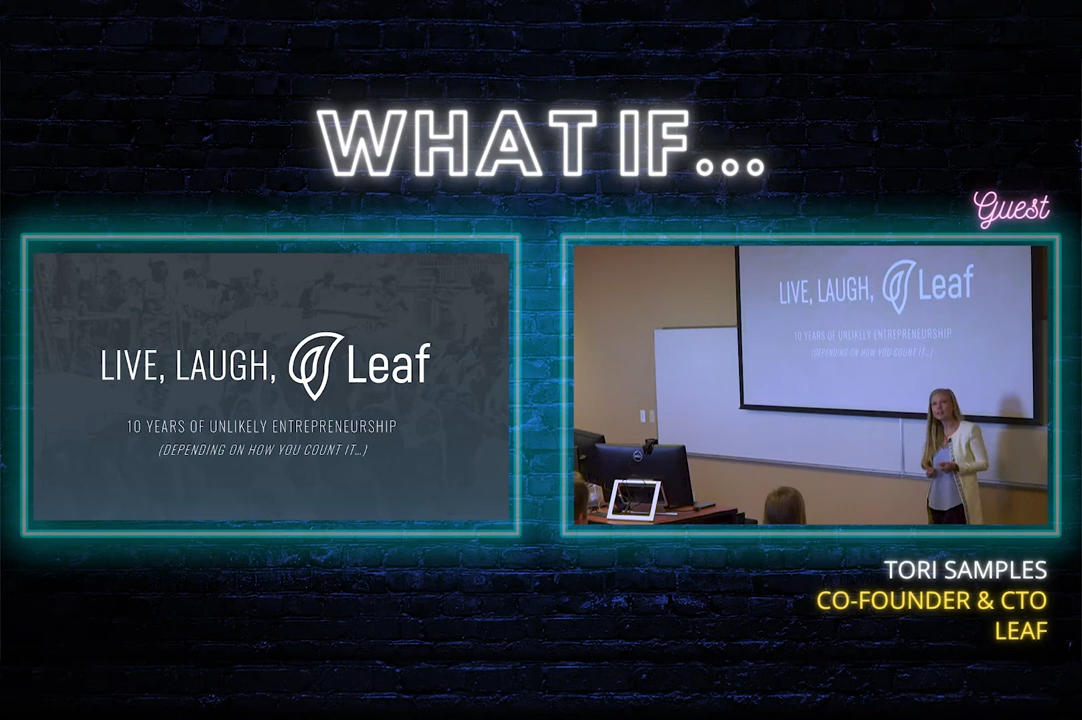 WHAT IF...
Guest
LIVE, LAUGH, Leaf
10 YEARS OF UNLIKELY ENTREPRENEURSHIP
(DEPENDING ON HOW YOU COUNT IT...)
LIVE, LAUGH, Leaf
10 YEARS OF UNLIKELY ENTREPRENEURSHIP
(DEPENDING ON HOW YOU COUNT IT...)
DELL
TORI SAMPLES
CO-FOUNDER & CTO
LEAF